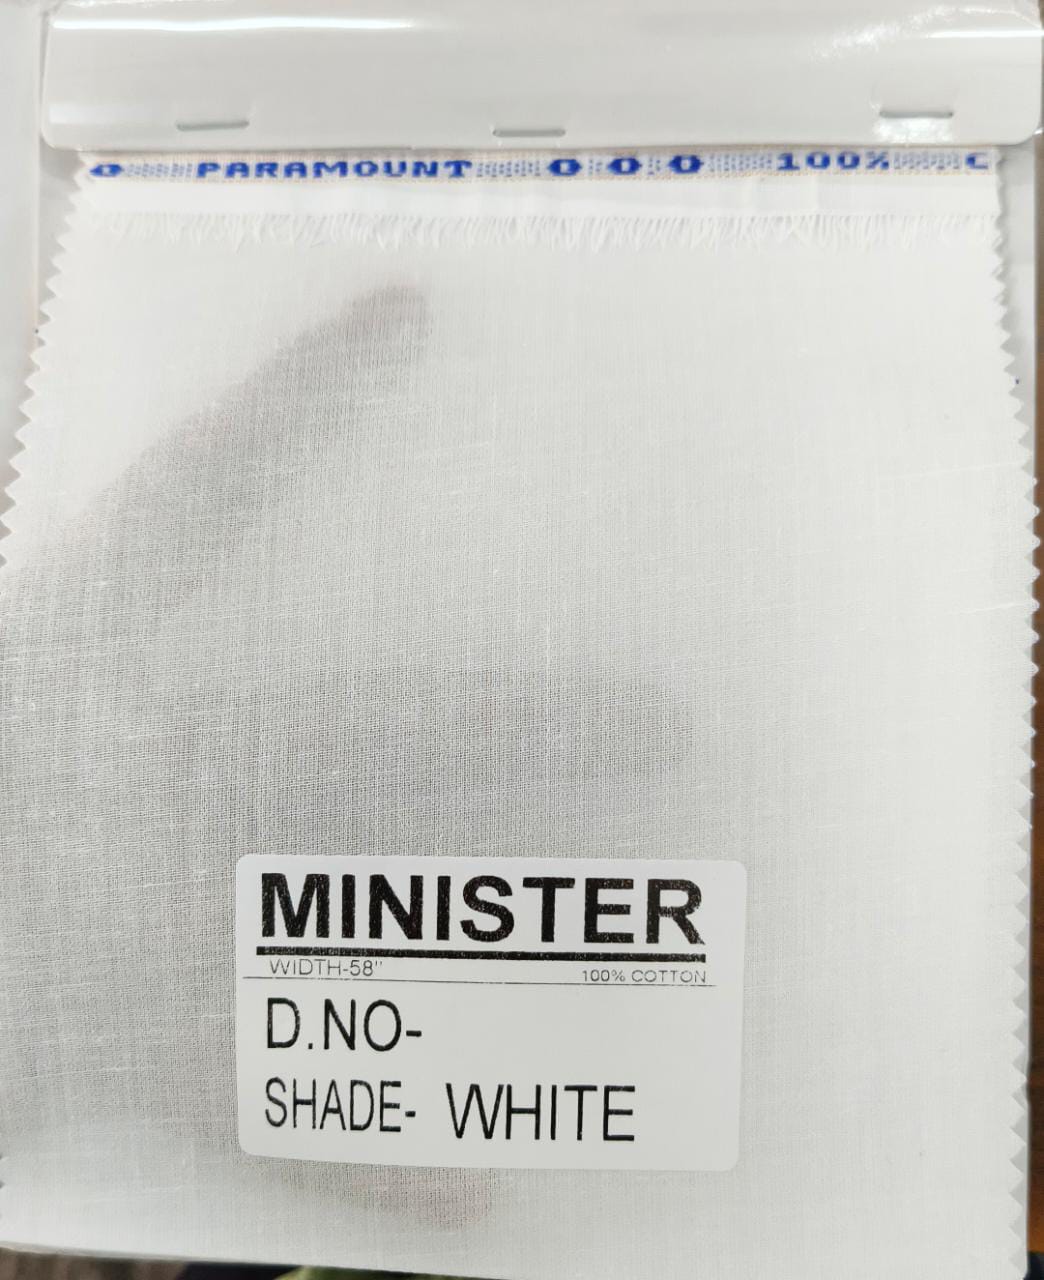 PARAMOUNT 100% C
MINISTER
WIDTH-58" 100% COTTON
D.NO-
SHADE- WHITE